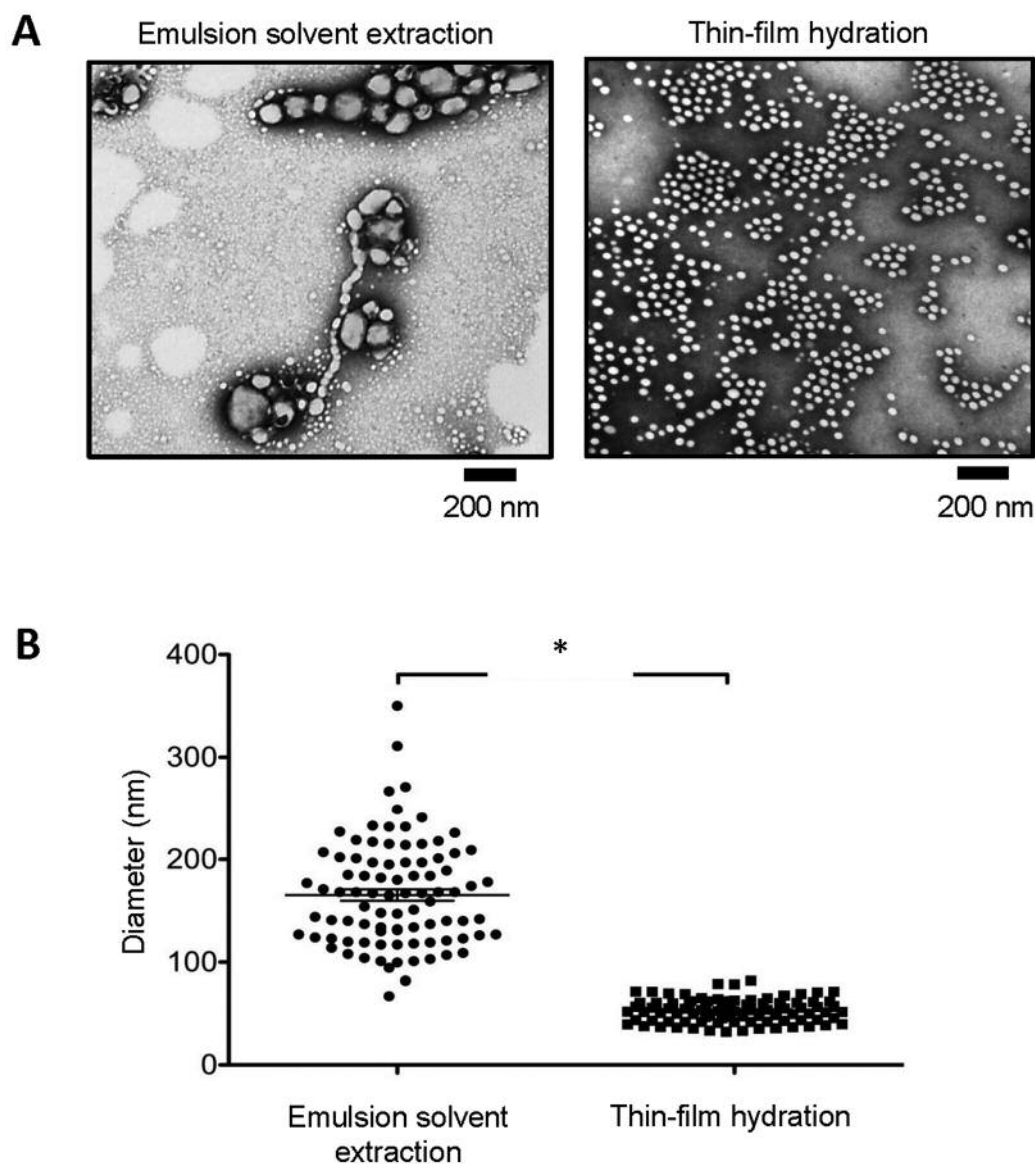 A
Emulsion solvent extraction
Thin-film hydration
200 nm
200 nm
B
*
400
300
200
100
0
Diameter (nm)
Emulsion solvent
extraction
Thin-film hydration